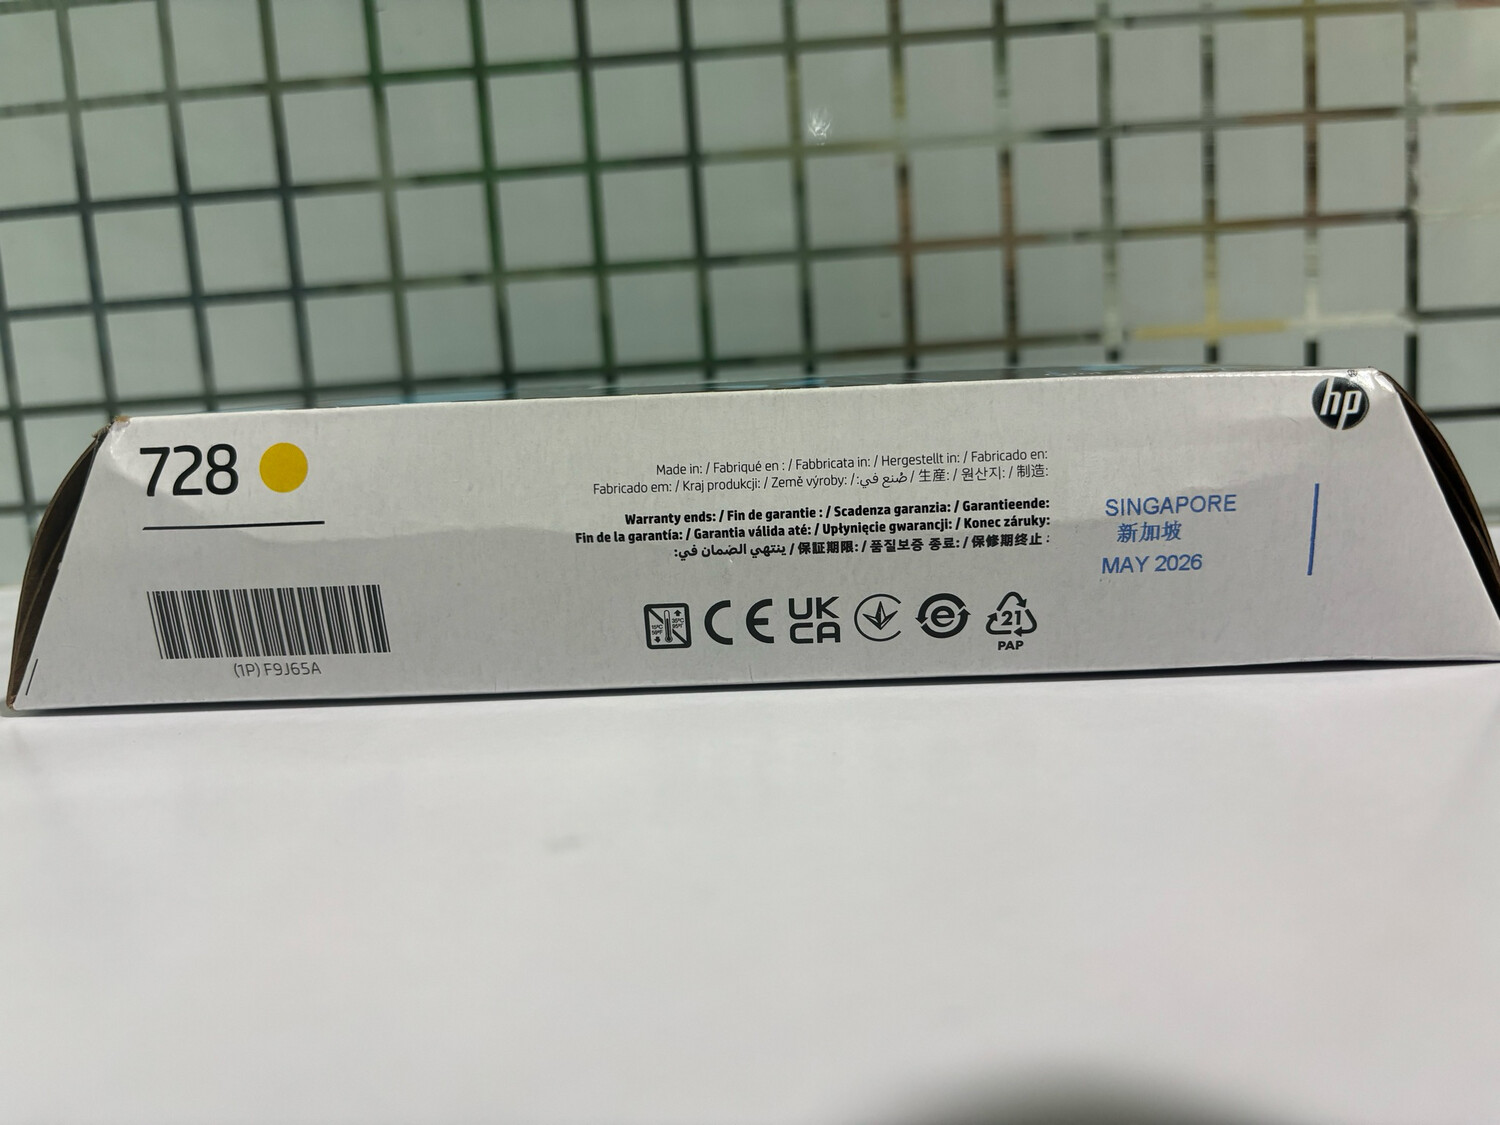 hp
728
Made in: / Fabriqué en : / Fabbricata in: / Hergestellt in: / Fabricado en:
Fabricado em: / Kraj produkcji: / Země výroby: / صُنع في: / 生産: / 원산지: / 制造:
Warranty ends: / Fin de garantie : / Scadenza garanzia: / Garantieende:
Fin de la garantía: / Garantia válida até: / Upłynięcie gwarancji: / Konec záruky:
ينتهي الضمان في: / 保証期限: / 품질보증 종료: / 保修期终止 :
SINGAPORE
新加坡
MAY 2026
(1P) F9J65A
CE
UK
CA
e
21
PAP